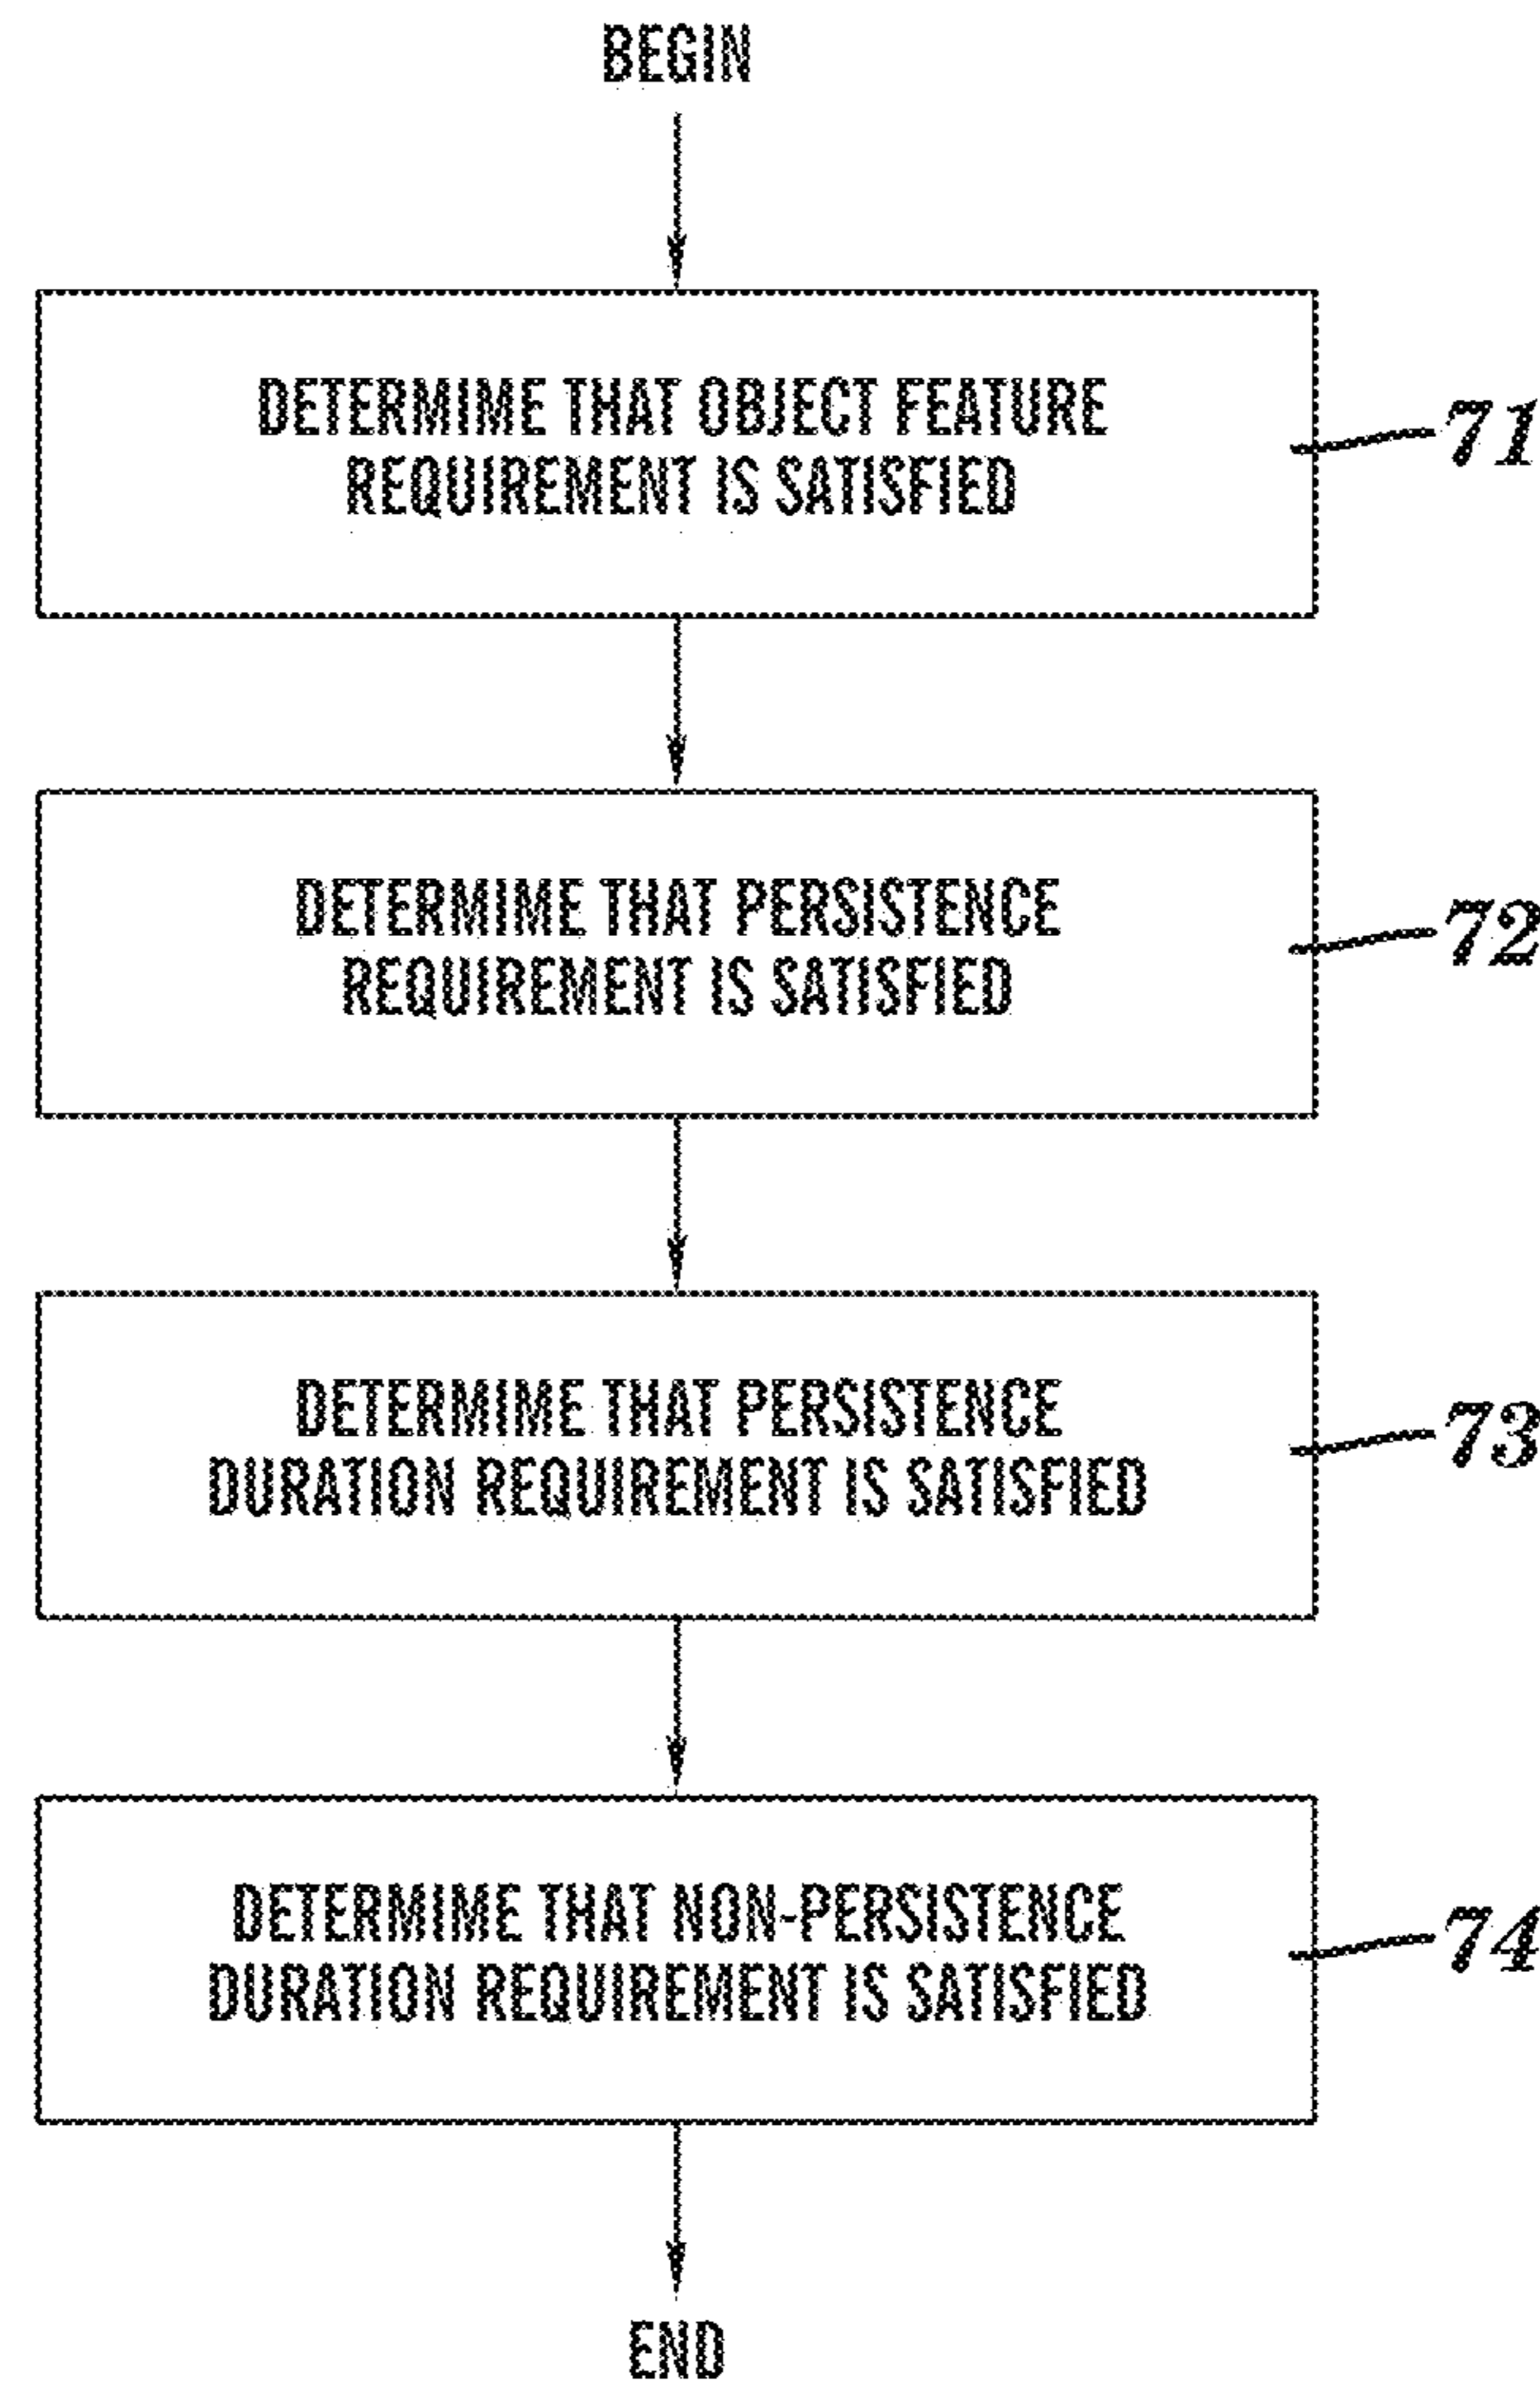 BEGIN
DETERMIME THAT OBJECT FEATURE
REQUIREMENT IS SATISFIED
71
DETERMIME THAT PERSISTENCE
REQUIREMENT IS SATISFIED
72
DETERMIME THAT PERSISTENCE
DURATION REQUIREMENT IS SATISFIED
73
DETERMIME THAT NON-PERSISTENCE
DURATION REQUIREMENT IS SATISFIED
74
END